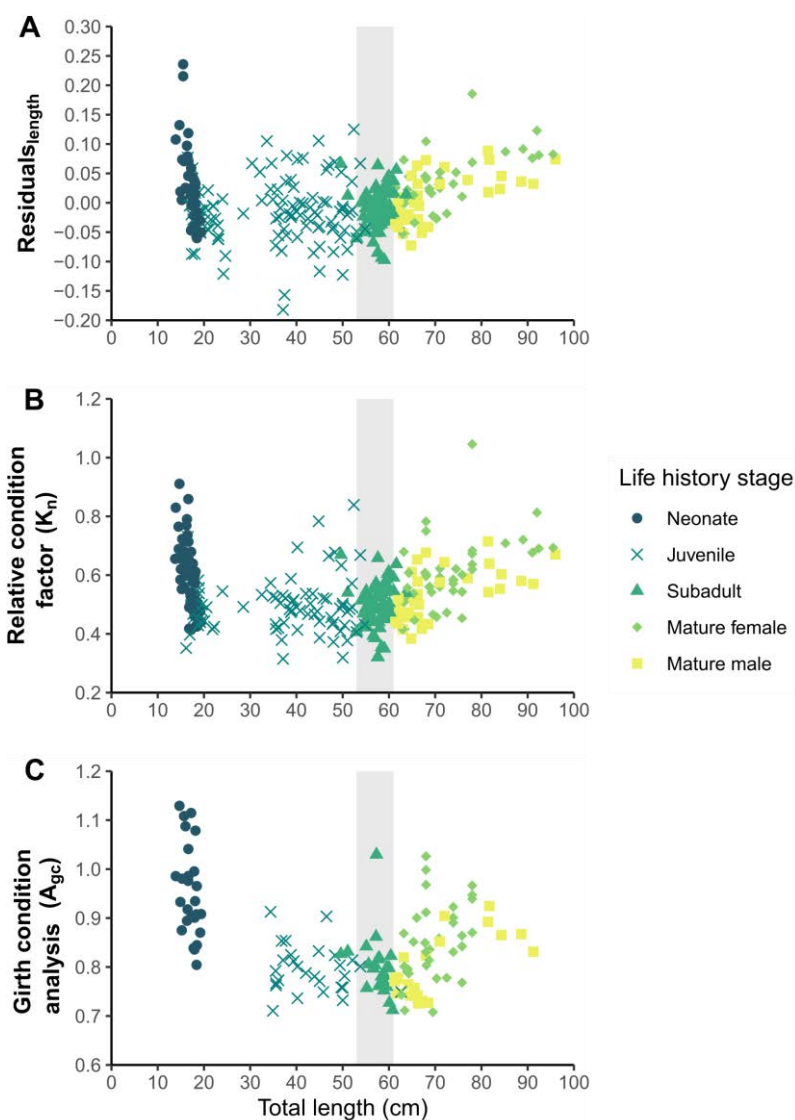 A
Residuals_length
0.30
0.25
0.20
0.15
0.10
0.05
0.00
−0.05
−0.10
−0.15
−0.20
0 10 20 30 40 50 60 70 80 90 100
B
Relative condition
factor (K_n)
1.2
1.0
0.8
0.6
0.4
0.2
0 10 20 30 40 50 60 70 80 90 100
Life history stage
Neonate
Juvenile
Subadult
Mature female
Mature male
C
Girth condition
analysis (A_gc)
1.2
1.1
1.0
0.9
0.8
0.7
0.6
0 10 20 30 40 50 60 70 80 90 100
Total length (cm)